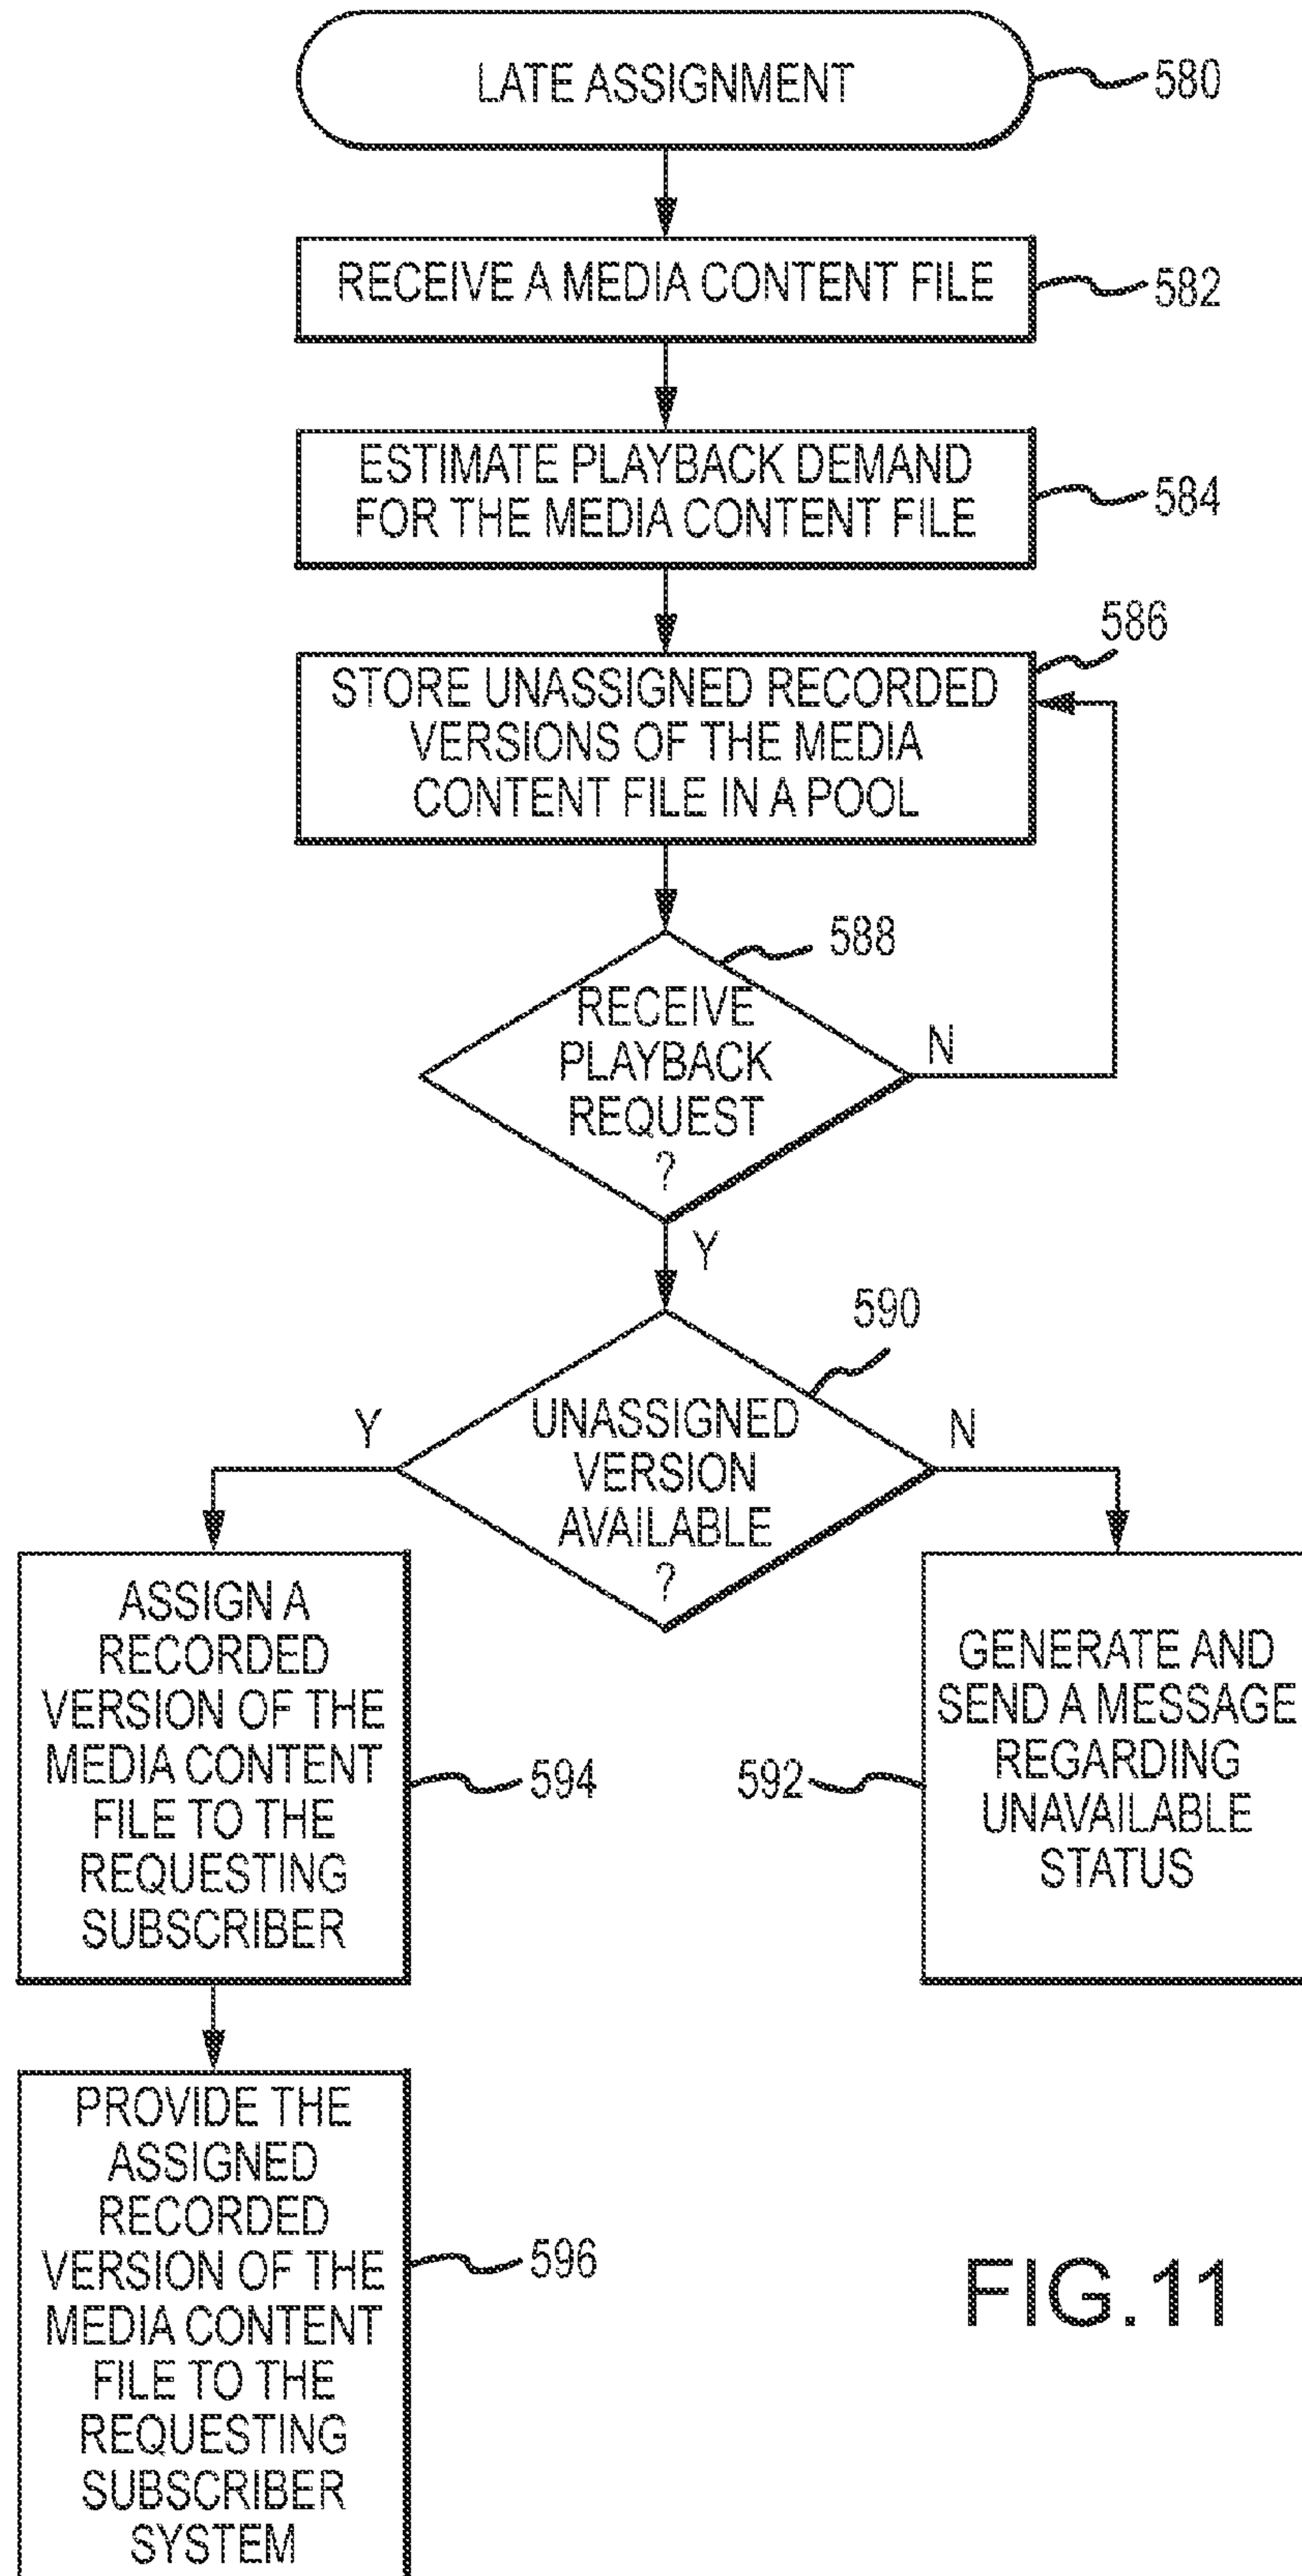 LATE ASSIGNMENT
580
RECEIVE A MEDIA CONTENT FILE
582
ESTIMATE PLAYBACK DEMAND
FOR THE MEDIA CONTENT FILE
584
586
STORE UNASSIGNED RECORDED
VERSIONS OF THE MEDIA
CONTENT FILE IN A POOL
588
RECEIVE
PLAYBACK
REQUEST
?
N
Y
590
UNASSIGNED
VERSION
AVAILABLE
?
Y
N
ASSIGN A
RECORDED
VERSION OF THE
MEDIA CONTENT
FILE TO THE
REQUESTING
SUBSCRIBER
594
592
GENERATE AND
SEND A MESSAGE
REGARDING
UNAVAILABLE
STATUS
PROVIDE THE
ASSIGNED
RECORDED
VERSION OF THE
MEDIA CONTENT
FILE TO THE
REQUESTING
SUBSCRIBER
SYSTEM
596
FIG.11